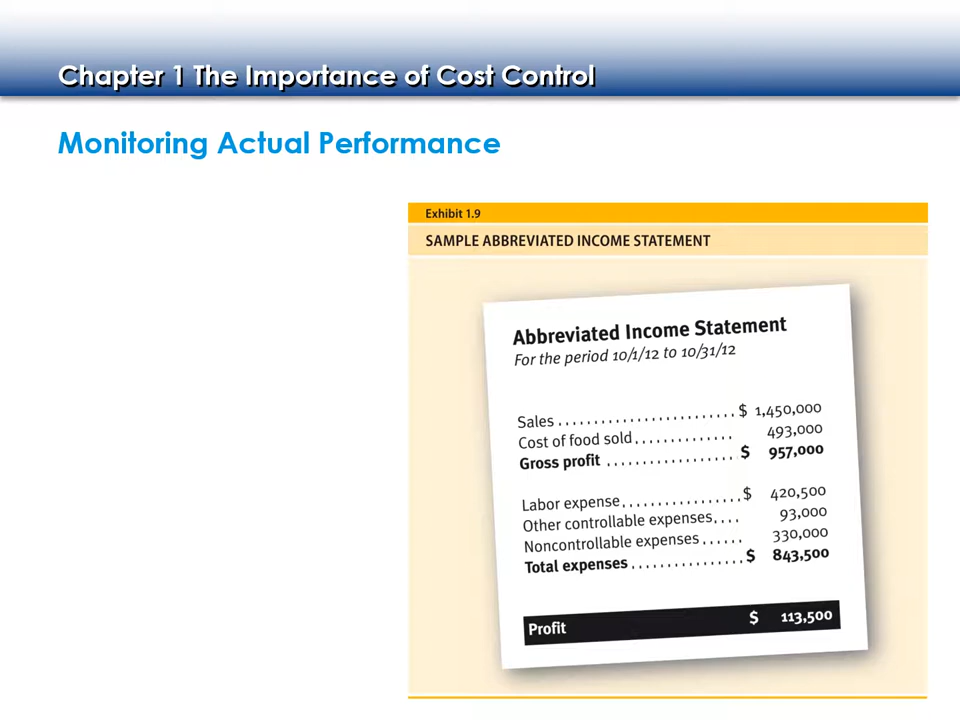 Chapter 1 The Importance of Cost Control
Monitoring Actual Performance
Exhibit 1.9
SAMPLE ABBREVIATED INCOME STATEMENT
Abbreviated Income Statement
For the period 10/1/12 to 10/31/12
Sales . . . . . . . . . . . . . . . . . . . . . . . . . $ 1,450,000
Cost of food sold . . . . . . . . . . . . . . 493,000
Gross profit . . . . . . . . . . . . . . . . . . $ 957,000
Labor expense . . . . . . . . . . . . . . . . . $ 420,500
Other controllable expenses . . . . 93,000
Noncontrollable expenses . . . . . . 330,000
Total expenses . . . . . . . . . . . . . . . . $ 843,500
Profit $ 113,500